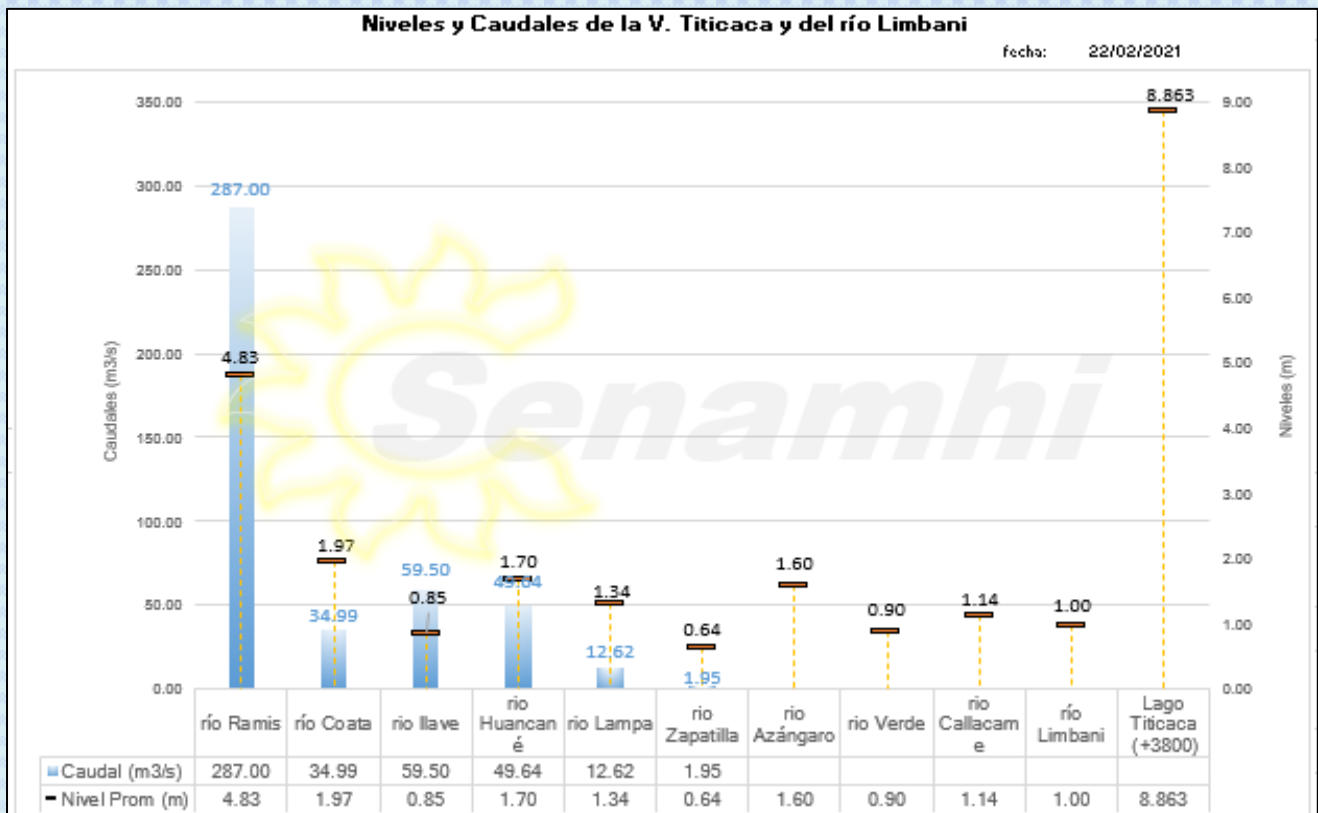 Niveles y Caudales de la V. Titicaca y del río Limbani
fecha: 22/02/2021
350.00
300.00
250.00
200.00
150.00
100.00
50.00
0.00
Caudales (m3/s)
9.00
8.00
7.00
6.00
5.00
4.00
3.00
2.00
1.00
0.00
Niveles (m)
Senamhi
287.00
4.83
1.97
34.99
59.50
0.85
1.70
49.64
1.34
12.62
0.64
1.95
1.60
0.90
1.14
1.00
8.863
río Ramis
río Coata
rio Ilave
rio
Huancan
é
rio Lampa
rio
Zapatilla
rio
Azángaro
rio Verde
rio
Callacam
e
río
Limbani
Lago
Titicaca
(+3800)
Caudal (m3/s) 287.00 34.99 59.50 49.64 12.62 1.95
Nivel Prom (m) 4.83 1.97 0.85 1.70 1.34 0.64 1.60 0.90 1.14 1.00 8.863